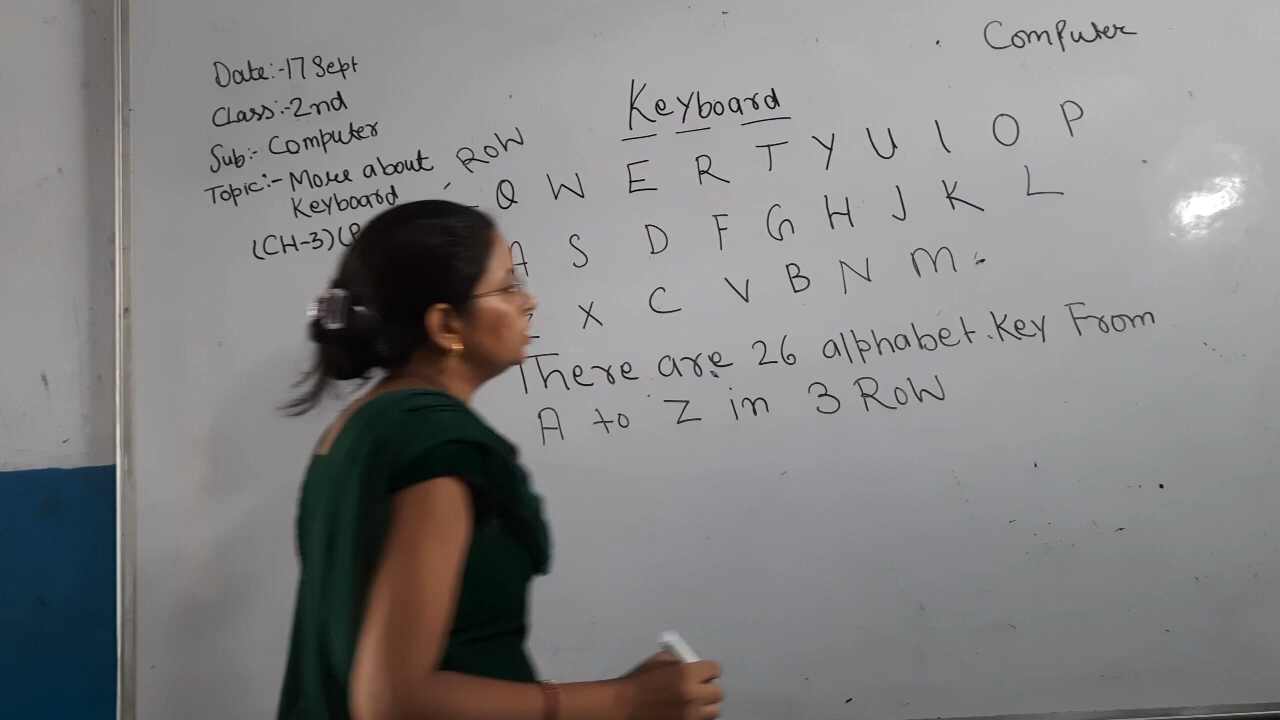 Computer
Date:-17 Sept
Class:-2nd
Sub:- Computer
Topic:- More about
Keyboard
(CH-3)
Keyboard
ROW
Q W E R T Y U I O P
A S D F G H J K L
Z X C V B N M.
There are 26 alphabet.Key From
A to Z in 3 ROW